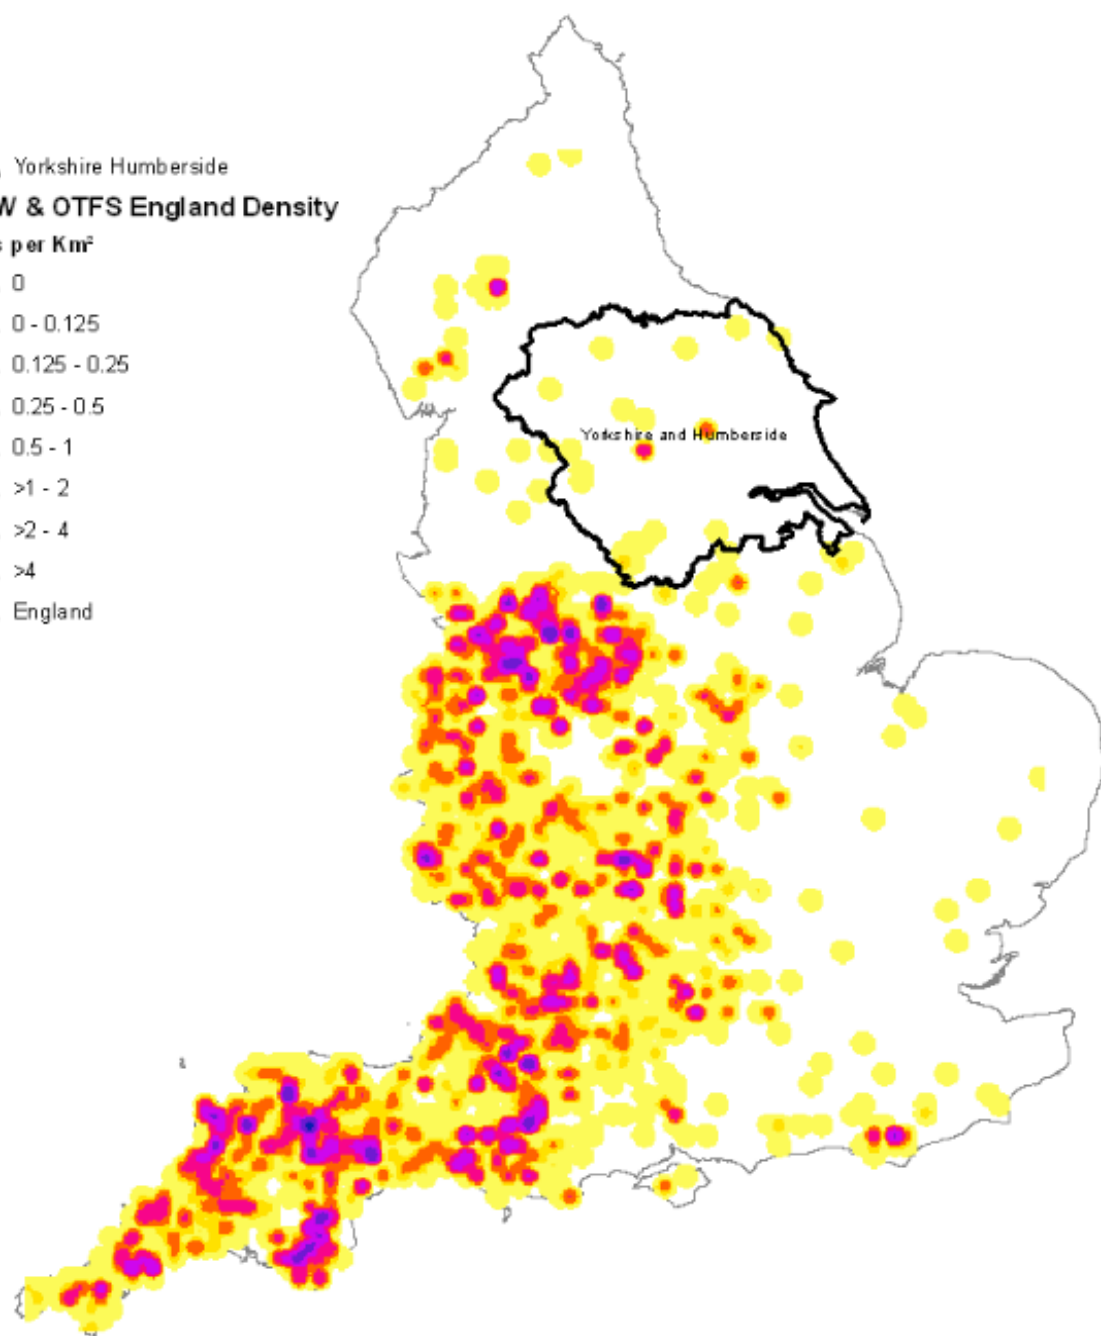 Yorkshire Humberside
W & OTFS England Density
s per Km²
0
0 - 0.125
0.125 - 0.25
0.25 - 0.5
0.5 - 1
>1 - 2
>2 - 4
>4
England
Yorkshire and Humberside